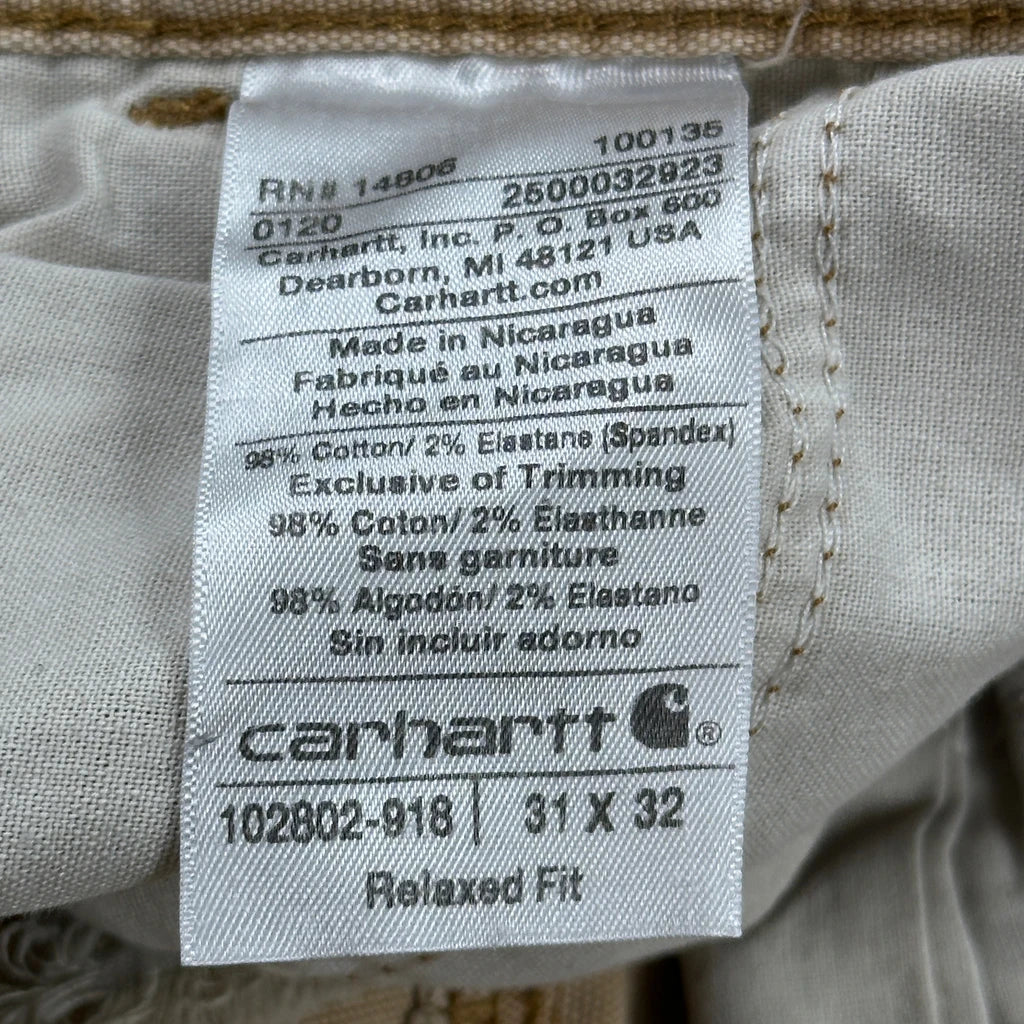 RN# 14806 100135
0120 2500032923
Carhartt, Inc. P. O. Box 600
Dearborn, MI 48121 USA
Carhartt.com
Made in Nicaragua
Fabriqué au Nicaragua
Hecho en Nicaragua
98% Cotton/ 2% Elastane (Spandex)
Exclusive of Trimming
98% Coton/ 2% Élasthanne
Sans garniture
98% Algodón/ 2% Elastano
Sin incluir adorno
carhartt ®
102802-918 | 31 X 32
Relaxed Fit